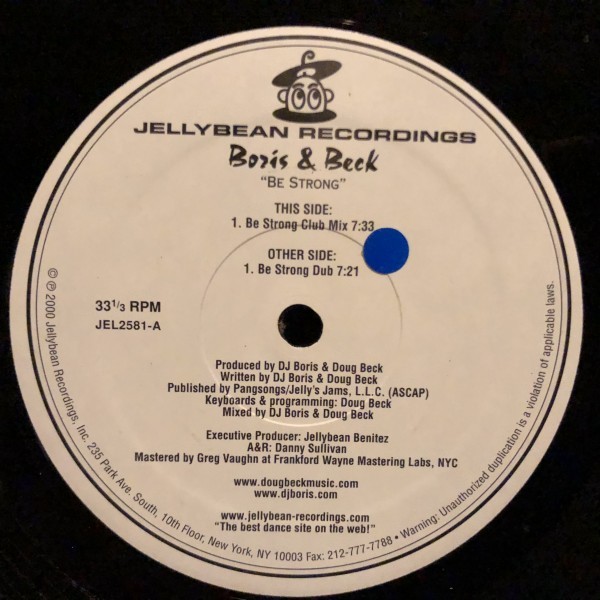 JELLYBEAN RECORDINGS
Boris & Beck
"BE STRONG"
THIS SIDE:
1. Be Strong Club Mix 7:33
OTHER SIDE:
1. Be Strong Dub 7:21
33 1/3 RPM
JEL2581-A
Produced by DJ Boris & Doug Beck
Written by DJ Boris & Doug Beck
Published by Pangsongs/Jelly's Jams, L.L.C. (ASCAP)
Keyboards & programming: Doug Beck
Mixed by DJ Boris & Doug Beck
Executive Producer: Jellybean Benitez
A&R: Danny Sullivan
Mastered by Greg Vaughn at Frankford Wayne Mastering Labs, NYC
www.dougbeckmusic.com
www.djboris.com
www.jellybean-recordings.com
"The best dance site on the web!"
© ℗ 2000 Jellybean Recordings, Inc. 235 Park Ave. South, 10th Floor, New York, NY 10003 Fax: 212-777-7788 • Warning: Unauthorized duplication is a violation of applicable laws.